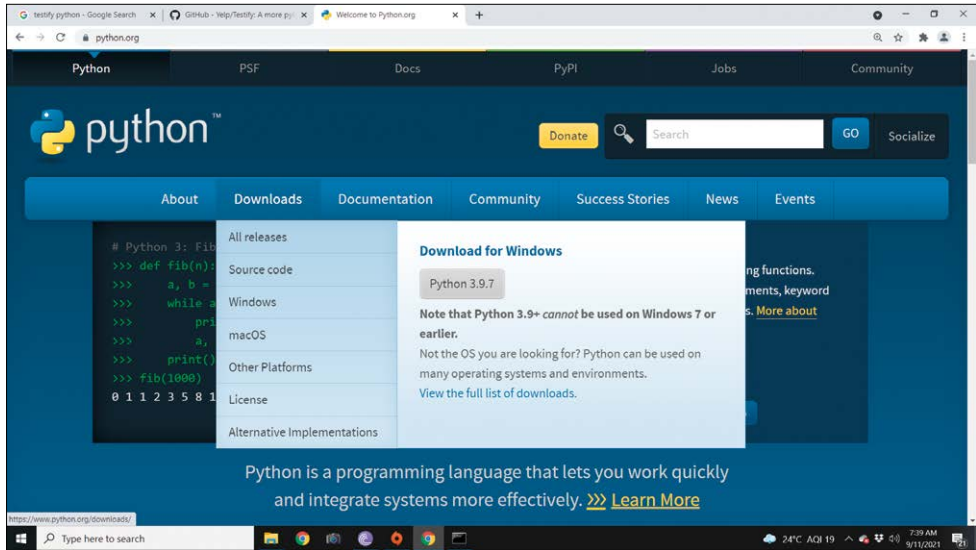 testify python - Google Search
GitHub - Yelp/Testify: A more py
Welcome to Python.org
python.org
Python PSF Docs PyPI Jobs Community
python™
Donate
Search
GO
Socialize
About Downloads Documentation Community Success Stories News Events
# Python 3: Fib
>>> def fib(n):
>>> a, b =
>>> while a
>>> pri
>>> a,
>>> print()
>>> fib(1000)
0 1 1 2 3 5 8 1
All releases
Source code
Windows
macOS
Other Platforms
License
Alternative Implementations
Download for Windows
Python 3.9.7
Note that Python 3.9+ cannot be used on Windows 7 or
earlier.
Not the OS you are looking for? Python can be used on
many operating systems and environments.
View the full list of downloads.
ng functions.
ments, keyword
s. More about
Python is a programming language that lets you work quickly
and integrate systems more effectively. >>> Learn More
https://www.python.org/downloads/
Type here to search
24°C AQI 19
7:39 AM
9/11/2021
21